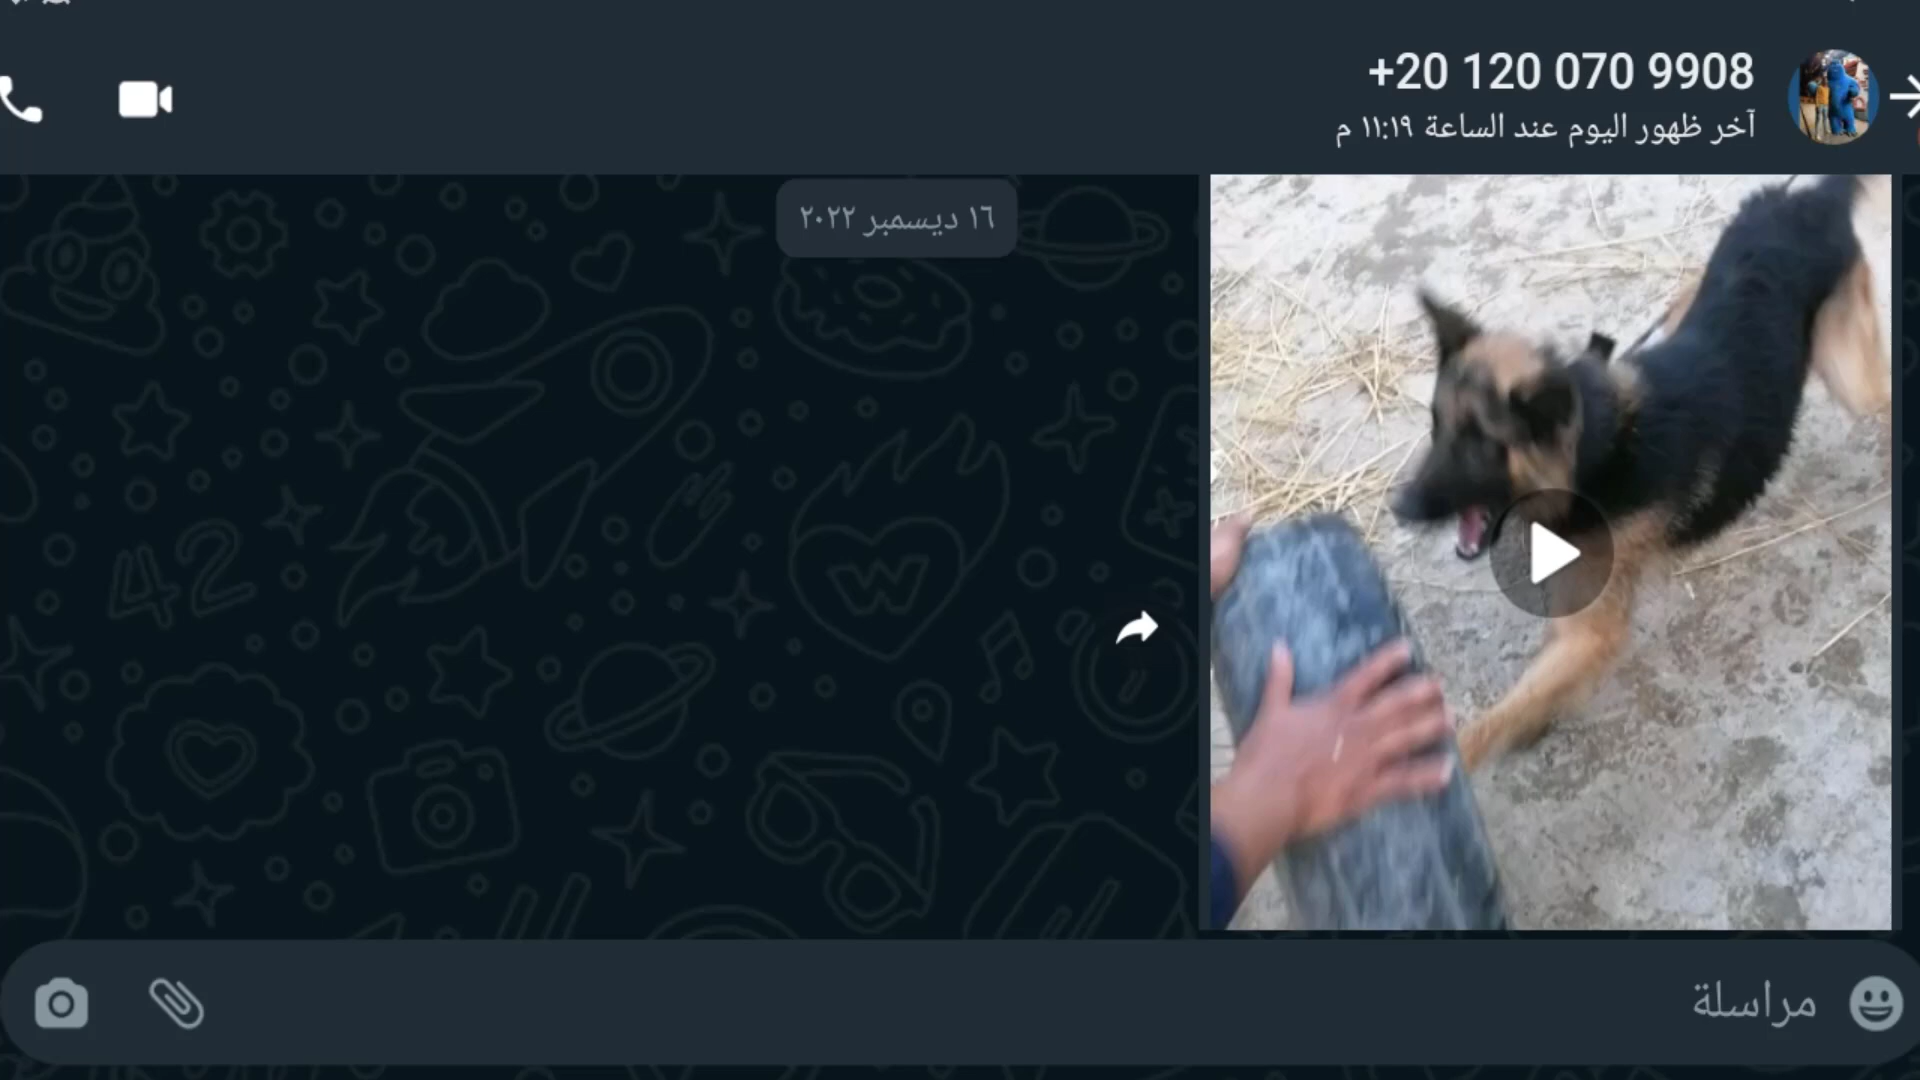 +20 120 070 9908
آخر ظهور اليوم عند الساعة ١١:١٩ م
١٦ ديسمبر ٢٠٢٢
مراسلة